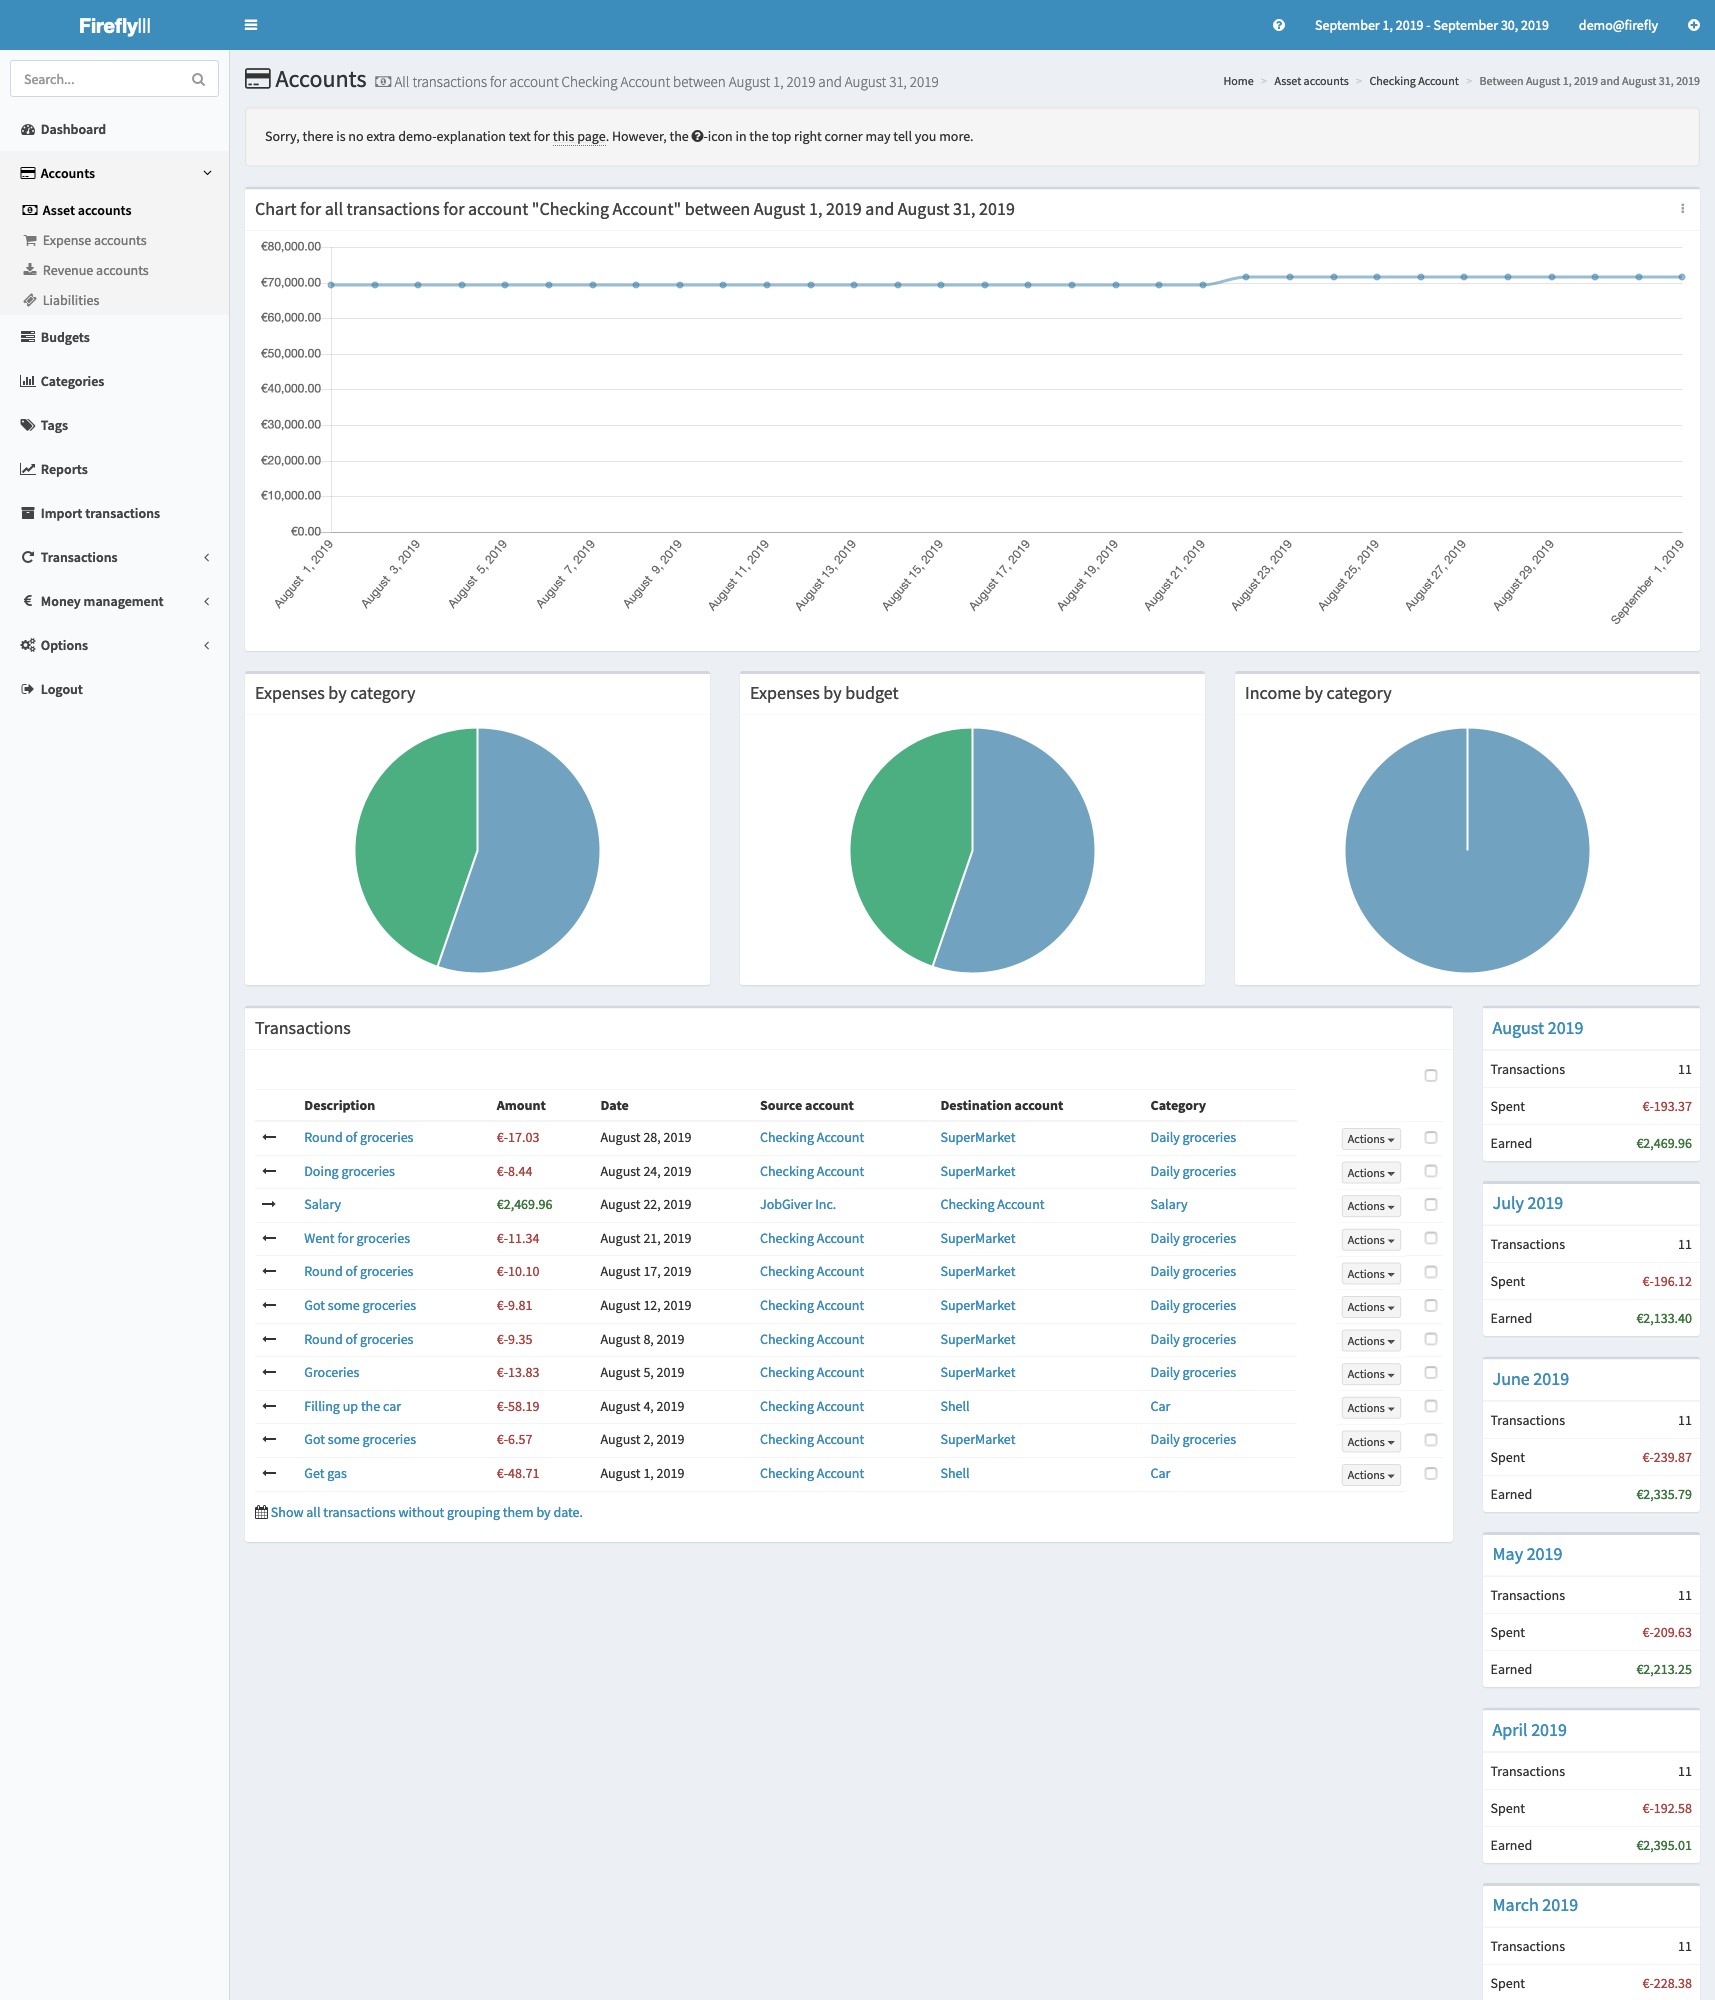 FireflyIII
September 1, 2019 - September 30, 2019
demo@firefly
Search...
Dashboard
Accounts
Asset accounts
Expense accounts
Revenue accounts
Liabilities
Budgets
Categories
Tags
Reports
Import transactions
Transactions
€ Money management
Options
Logout
Accounts All transactions for account Checking Account between August 1, 2019 and August 31, 2019
Home > Asset accounts > Checking Account > Between August 1, 2019 and August 31, 2019
Sorry, there is no extra demo-explanation text for this page. However, the ?-icon in the top right corner may tell you more.
Chart for all transactions for account "Checking Account" between August 1, 2019 and August 31, 2019
€80,000.00
€70,000.00
€60,000.00
€50,000.00
€40,000.00
€30,000.00
€20,000.00
€10,000.00
€0.00
August 1, 2019
August 3, 2019
August 5, 2019
August 7, 2019
August 9, 2019
August 11, 2019
August 13, 2019
August 15, 2019
August 17, 2019
August 19, 2019
August 21, 2019
August 23, 2019
August 25, 2019
August 27, 2019
August 29, 2019
September 1, 2019
Expenses by category
Expenses by budget
Income by category
Transactions
Description Amount Date Source account Destination account Category
Round of groceries €-17.03 August 28, 2019 Checking Account SuperMarket Daily groceries Actions
Doing groceries €-8.44 August 24, 2019 Checking Account SuperMarket Daily groceries Actions
Salary €2,469.96 August 22, 2019 JobGiver Inc. Checking Account Salary Actions
Went for groceries €-11.34 August 21, 2019 Checking Account SuperMarket Daily groceries Actions
Round of groceries €-10.10 August 17, 2019 Checking Account SuperMarket Daily groceries Actions
Got some groceries €-9.81 August 12, 2019 Checking Account SuperMarket Daily groceries Actions
Round of groceries €-9.35 August 8, 2019 Checking Account SuperMarket Daily groceries Actions
Groceries €-13.83 August 5, 2019 Checking Account SuperMarket Daily groceries Actions
Filling up the car €-58.19 August 4, 2019 Checking Account Shell Car Actions
Got some groceries €-6.57 August 2, 2019 Checking Account SuperMarket Daily groceries Actions
Get gas €-48.71 August 1, 2019 Checking Account Shell Car Actions
Show all transactions without grouping them by date.
August 2019
Transactions 11
Spent €-193.37
Earned €2,469.96
July 2019
Transactions 11
Spent €-196.12
Earned €2,133.40
June 2019
Transactions 11
Spent €-239.87
Earned €2,335.79
May 2019
Transactions 11
Spent €-209.63
Earned €2,213.25
April 2019
Transactions 11
Spent €-192.58
Earned €2,395.01
March 2019
Transactions 11
Spent €-228.38